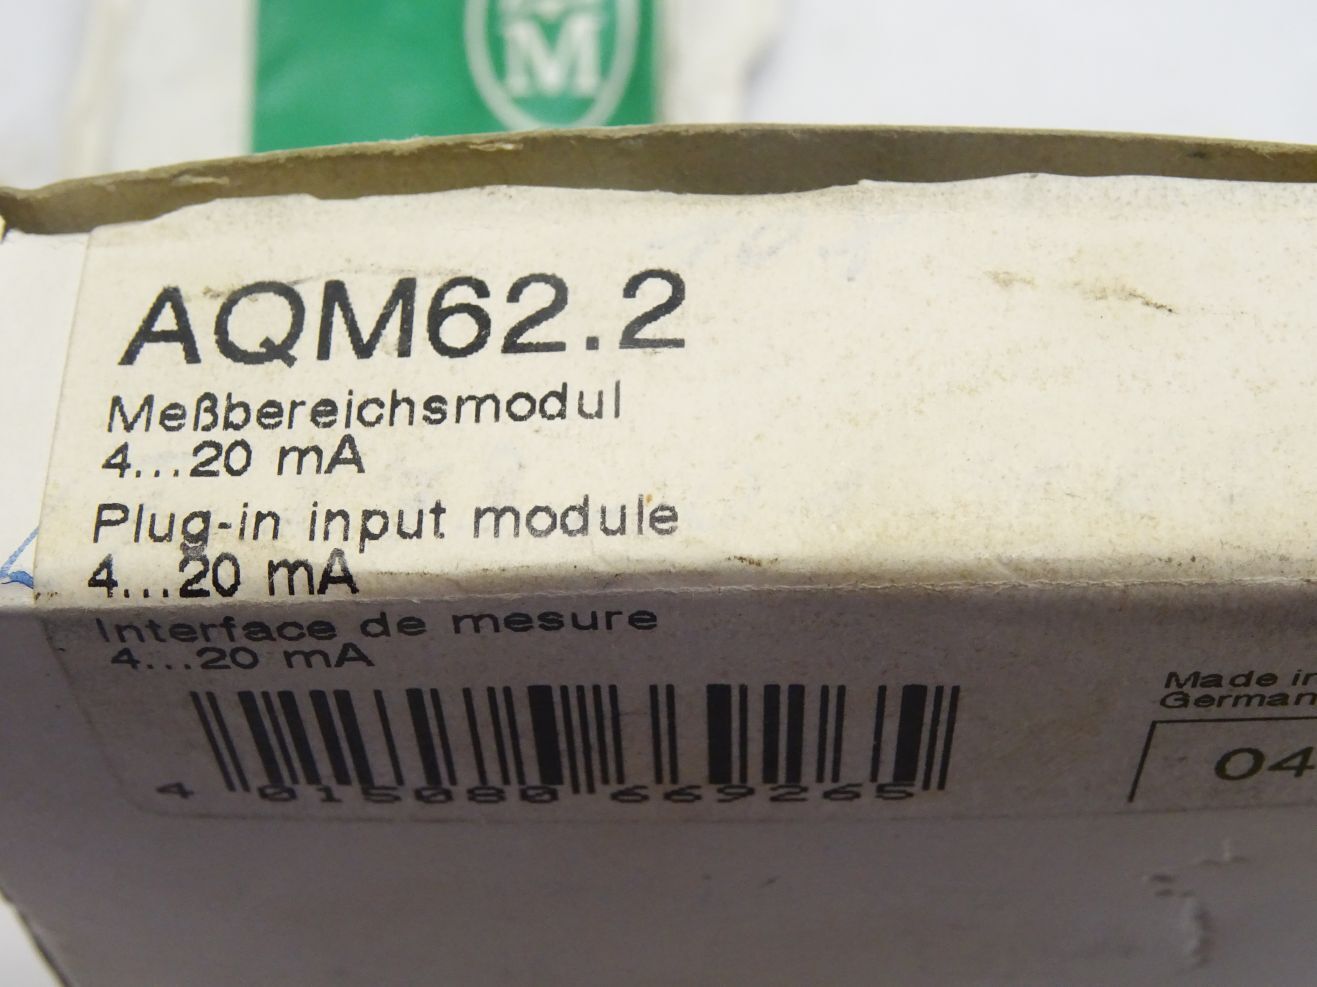 M
AQM62.2
Meßbereichsmodul
4...20 mA
Plug-in input module
4...20 mA
Interface de mesure
4...20 mA
Made in
German
4 015080 669265
04